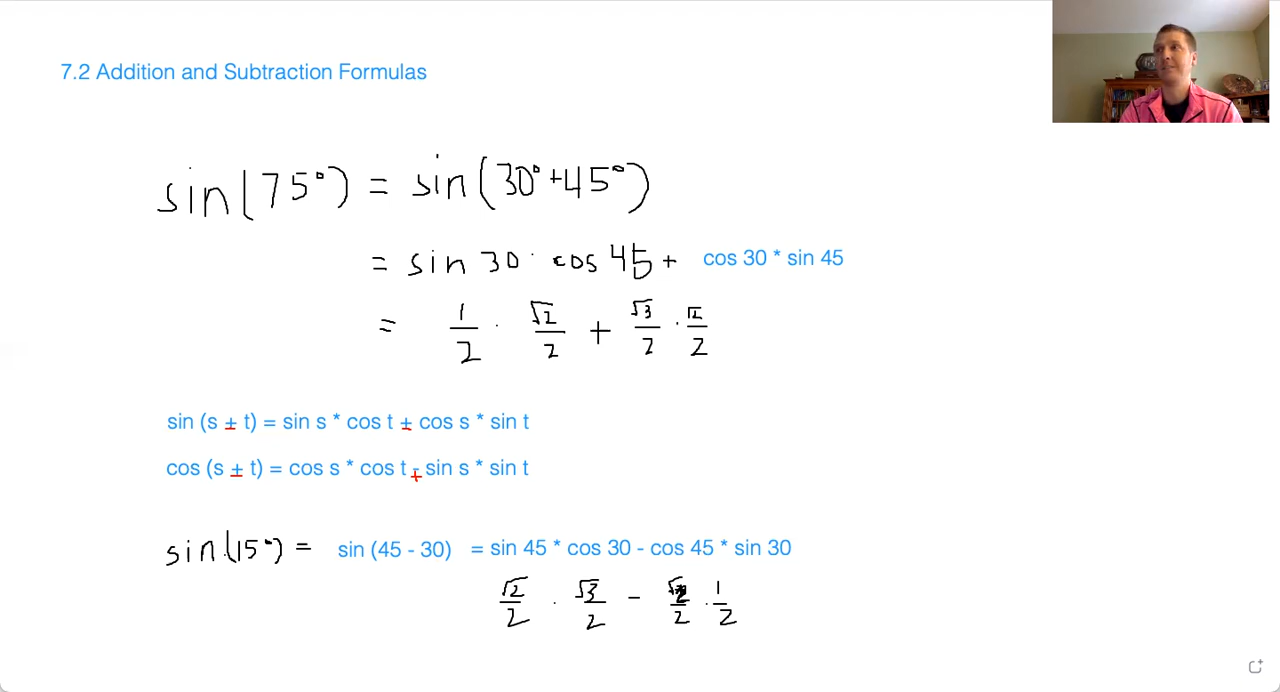 7.2 Addition and Subtraction Formulas
sin(75°) = sin(30°+45°)
= sin 30 · cos 45 + cos 30 * sin 45
= 1/2 · √2/2 + √3/2 · √2/2
sin (s ± t) = sin s * cos t ± cos s * sin t
cos (s ± t) = cos s * cos t ∓ sin s * sin t
sin(15°) = sin (45 - 30) = sin 45 * cos 30 - cos 45 * sin 30
√2/2 · √3/2 - √2/2 · 1/2